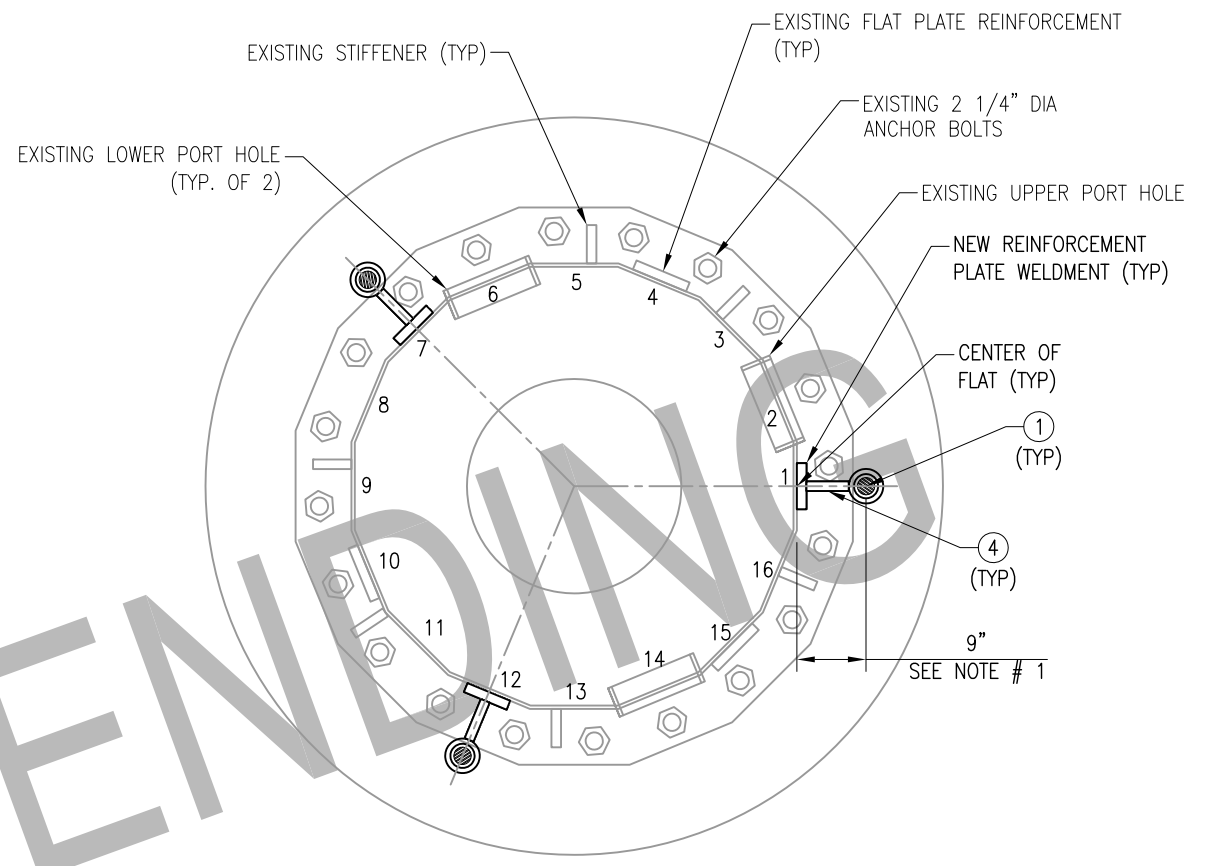 EXISTING FLAT PLATE REINFORCEMENT
(TYP)
EXISTING STIFFENER (TYP)
EXISTING 2 1/4" DIA
ANCHOR BOLTS
EXISTING LOWER PORT HOLE
(TYP. OF 2)
EXISTING UPPER PORT HOLE
NEW REINFORCEMENT
PLATE WELDMENT (TYP)
CENTER OF
FLAT (TYP)
1
(TYP)
4
(TYP)
9"
SEE NOTE # 1
1
2
3
4
5
6
7
8
9
10
11
12
13
14
15
16
ENDING